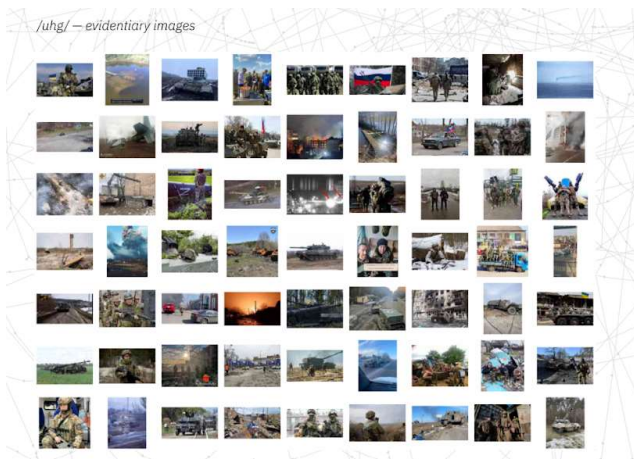 /uhg/ — evidentiary images